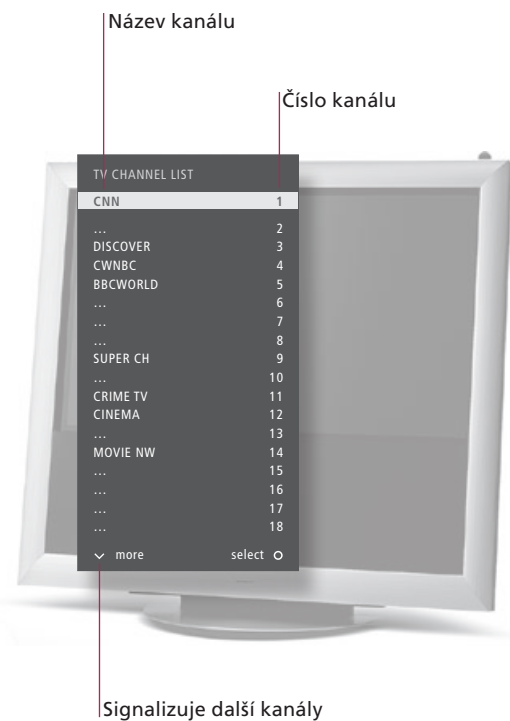 Název kanálu
Číslo kanálu
TV CHANNEL LIST
CNN 1
... 2
DISCOVER 3
CWNBC 4
BBCWORLD 5
... 6
... 7
... 8
SUPER CH 9
... 10
CRIME TV 11
CINEMA 12
... 13
MOVIE NW 14
... 15
... 16
... 17
... 18
more select
Signalizuje další kanály